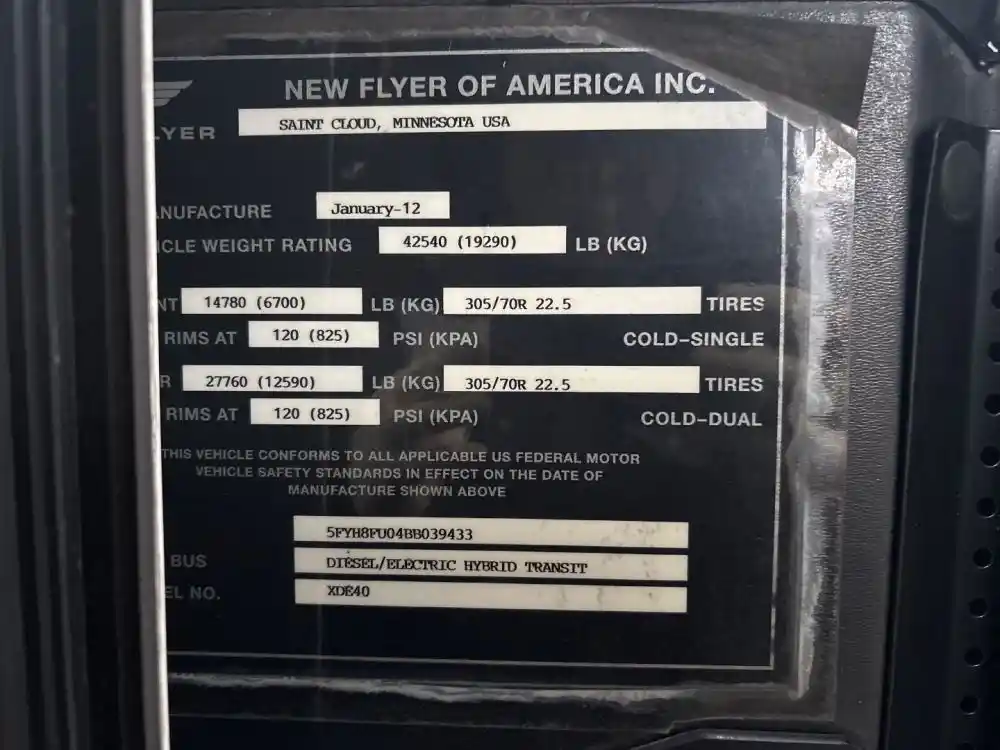 NEW FLYER OF AMERICA INC.
LYER
SAINT CLOUD, MINNESOTA USA
ANUFACTURE January-12
ICLE WEIGHT RATING 42540 (19290) LB (KG)
NT 14780 (6700) LB (KG) 305/70R 22.5 TIRES
RIMS AT 120 (825) PSI (KPA) COLD-SINGLE
R 27760 (12590) LB (KG) 305/70R 22.5 TIRES
RIMS AT 120 (825) PSI (KPA) COLD-DUAL
THIS VEHICLE CONFORMS TO ALL APPLICABLE US FEDERAL MOTOR
VEHICLE SAFETY STANDARDS IN EFFECT ON THE DATE OF
MANUFACTURE SHOWN ABOVE
5FYH8FU04BB039433
BUS DIESEL/ELECTRIC HYBRID TRANSIT
EL NO. XDE40